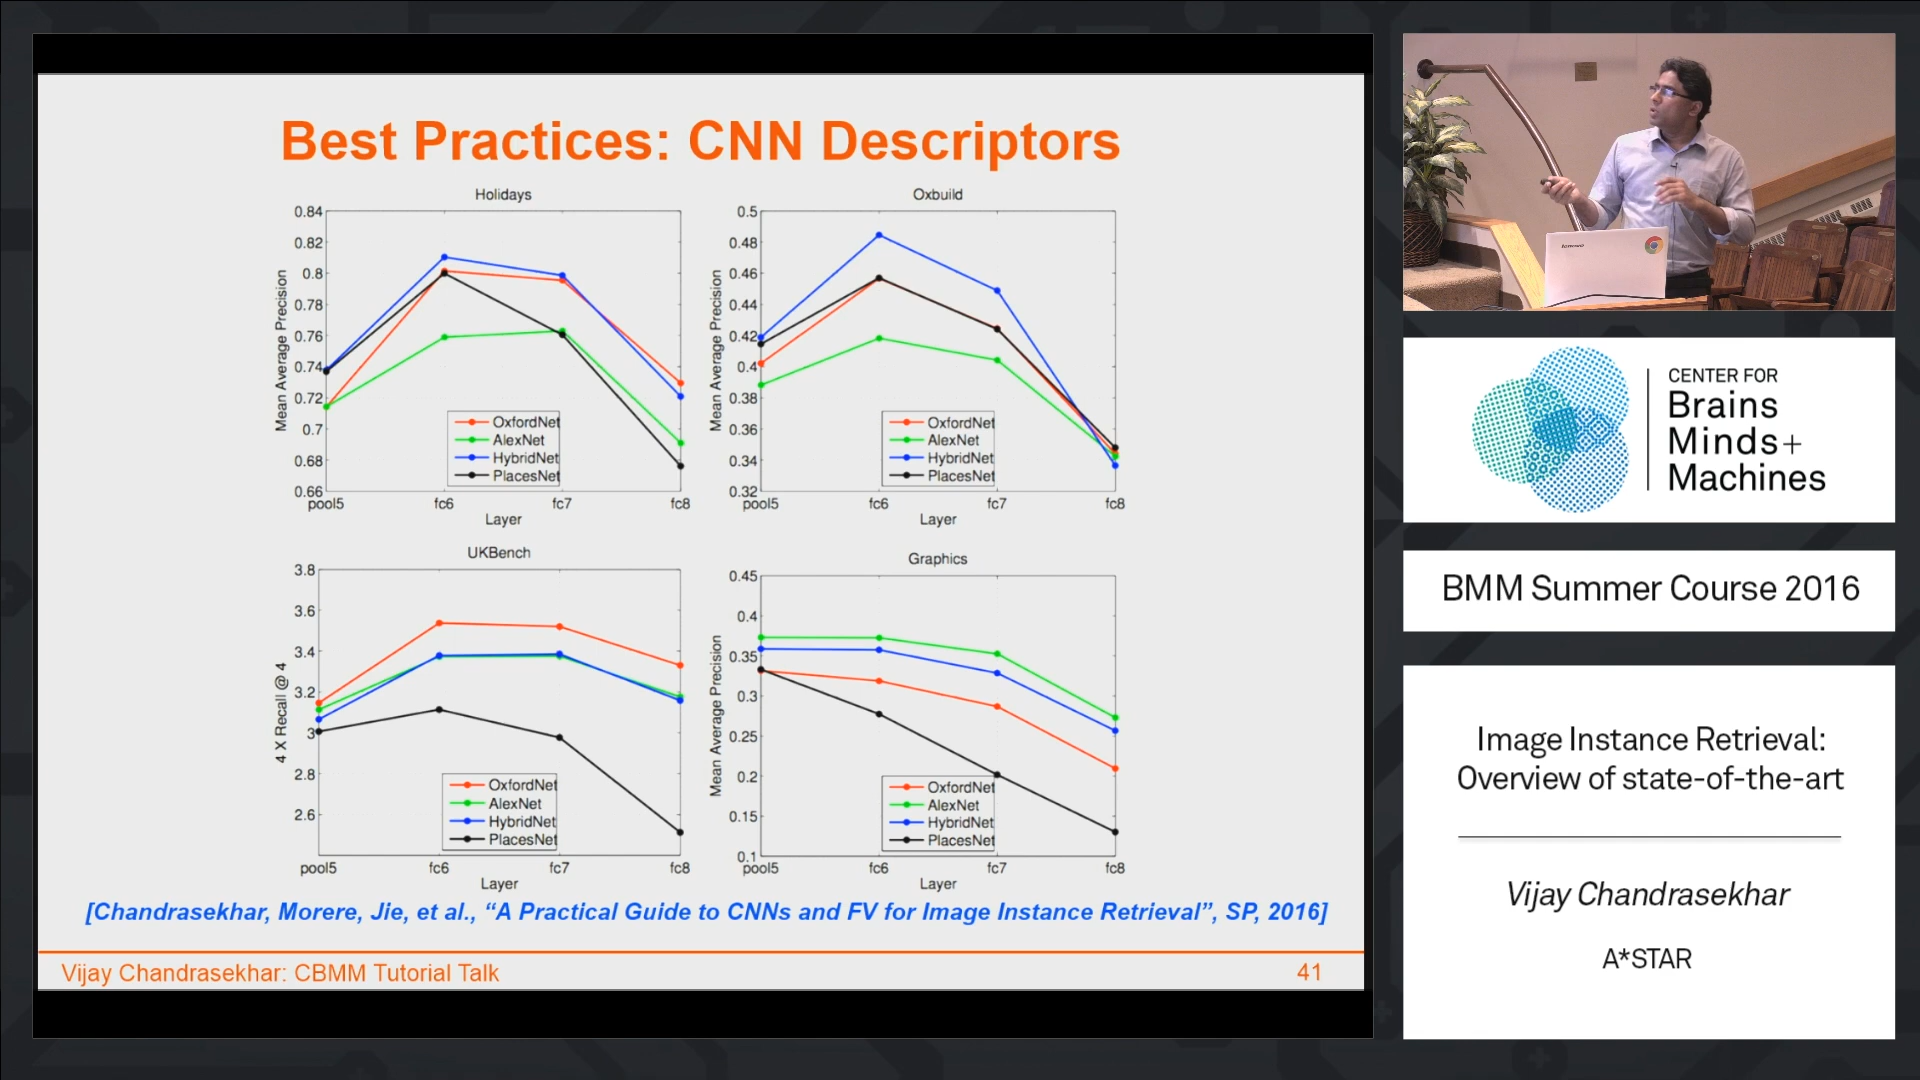 Best Practices: CNN Descriptors
Holidays
Mean Average Precision
0.84
0.82
0.8
0.78
0.76
0.74
0.72
0.7
0.68
0.66
OxfordNet
AlexNet
HybridNet
PlacesNet
pool5 fc6 fc7 fc8
Layer
Oxbuild
Mean Average Precision
0.5
0.48
0.46
0.44
0.42
0.4
0.38
0.36
0.34
0.32
OxfordNet
AlexNet
HybridNet
PlacesNet
pool5 fc6 fc7 fc8
Layer
UKBench
4 X Recall @ 4
3.8
3.6
3.4
3.2
3
2.8
2.6
OxfordNet
AlexNet
HybridNet
PlacesNet
pool5 fc6 fc7 fc8
Layer
Graphics
Mean Average Precision
0.45
0.4
0.35
0.3
0.25
0.2
0.15
0.1
OxfordNet
AlexNet
HybridNet
PlacesNet
pool5 fc6 fc7 fc8
Layer
[Chandrasekhar, Morere, Jie, et al., “A Practical Guide to CNNs and FV for Image Instance Retrieval”, SP, 2016]
Vijay Chandrasekhar: CBMM Tutorial Talk 41
lenovo
CENTER FOR
Brains
Minds+
Machines
BMM Summer Course 2016
Image Instance Retrieval:
Overview of state-of-the-art
Vijay Chandrasekhar
A*STAR